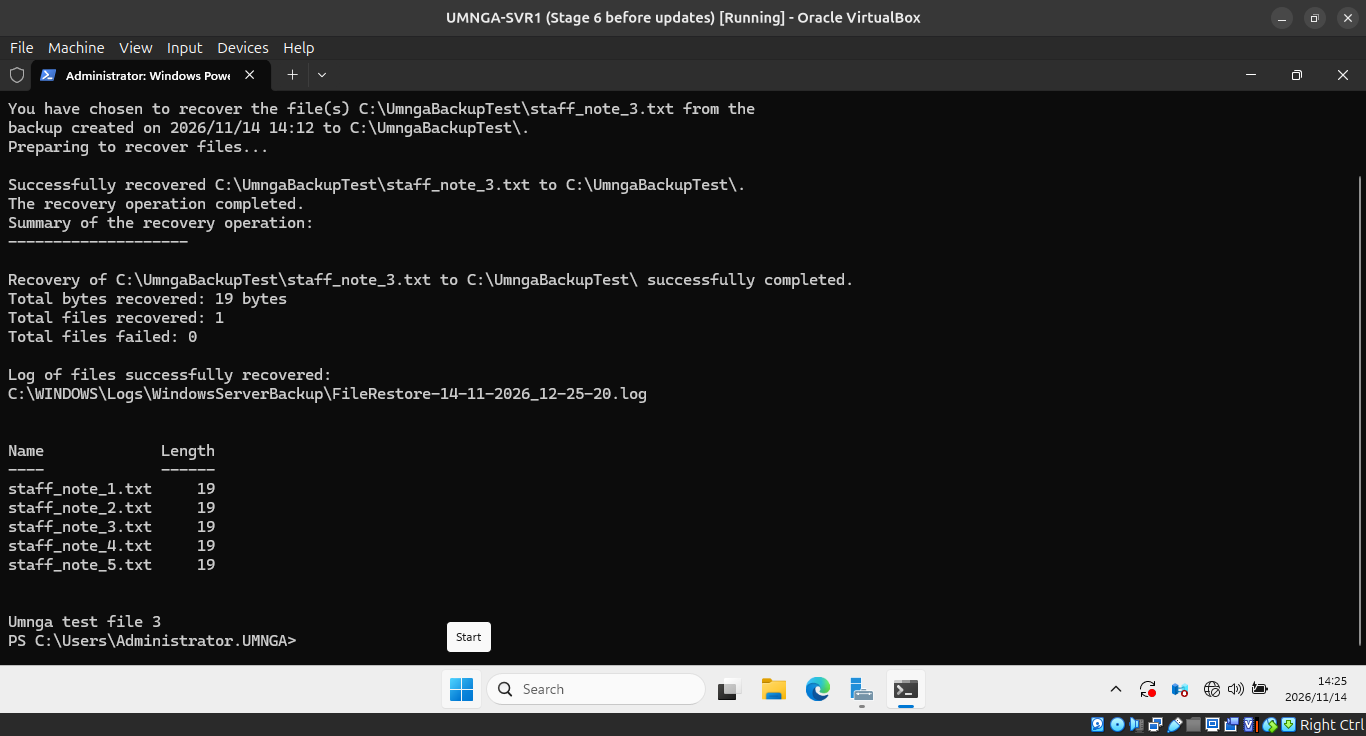 UMNGA-SVR1 (Stage 6 before updates) [Running] - Oracle VirtualBox
File Machine View Input Devices Help
Administrator: Windows Powe
You have chosen to recover the file(s) C:\UmngaBackupTest\staff_note_3.txt from the
backup created on 2026/11/14 14:12 to C:\UmngaBackupTest\.
Preparing to recover files...
Successfully recovered C:\UmngaBackupTest\staff_note_3.txt to C:\UmngaBackupTest\.
The recovery operation completed.
Summary of the recovery operation:
--------------------
Recovery of C:\UmngaBackupTest\staff_note_3.txt to C:\UmngaBackupTest\ successfully completed.
Total bytes recovered: 19 bytes
Total files recovered: 1
Total files failed: 0
Log of files successfully recovered:
C:\WINDOWS\Logs\WindowsServerBackup\FileRestore-14-11-2026_12-25-20.log
Name Length
---- ------
staff_note_1.txt 19
staff_note_2.txt 19
staff_note_3.txt 19
staff_note_4.txt 19
staff_note_5.txt 19
Umnga test file 3
PS C:\Users\Administrator.UMNGA>
Start
Search
14:25
2026/11/14
Right Ctrl